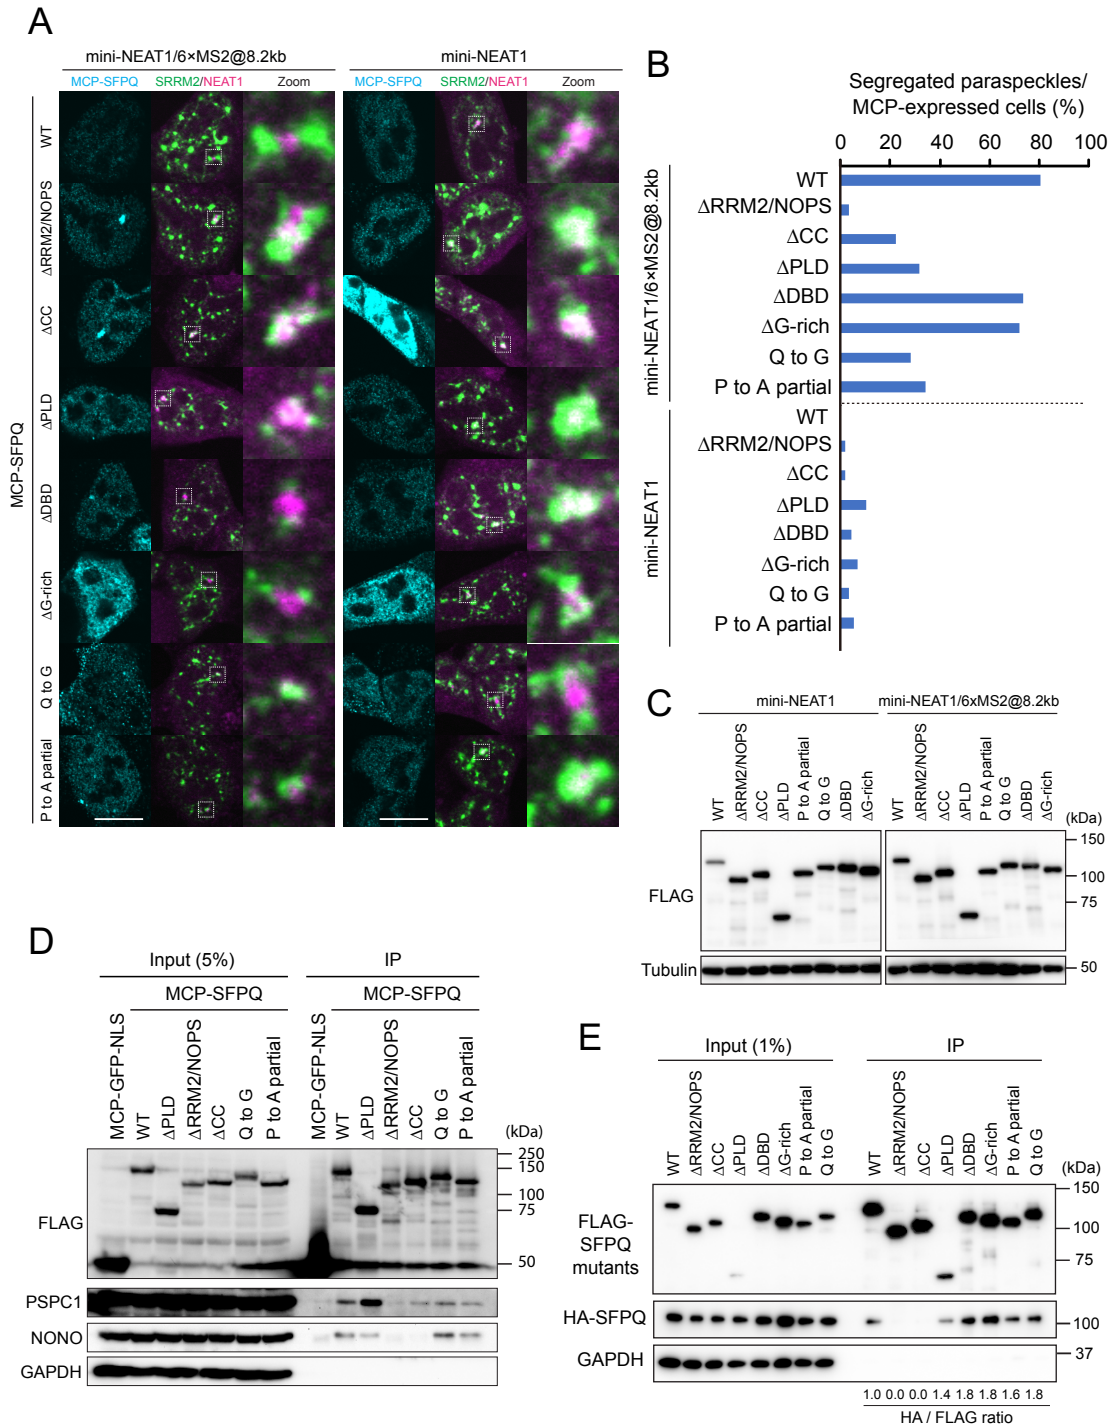 A
mini-NEAT1/6×MS2@8.2kb
mini-NEAT1
MCP-SFPQ
SRRM2/NEAT1
Zoom
MCP-SFPQ
SRRM2/NEAT1
Zoom
MCP-SFPQ
WT
ΔRRM2/NOPS
ΔCC
ΔPLD
ΔDBD
ΔG-rich
Q to G
P to A partial
B
Segregated paraspeckles/
MCP-expressed cells (%)
0 20 40 60 80 100
mini-NEAT1/6×MS2@8.2kb
WT
ΔRRM2/NOPS
ΔCC
ΔPLD
ΔDBD
ΔG-rich
Q to G
P to A partial
mini-NEAT1
WT
ΔRRM2/NOPS
ΔCC
ΔPLD
ΔDBD
ΔG-rich
Q to G
P to A partial
C
mini-NEAT1
mini-NEAT1/6xMS2@8.2kb
WT
ΔRRM2/NOPS
ΔCC
ΔPLD
P to A partial
Q to G
ΔDBD
ΔG-rich
WT
ΔRRM2/NOPS
ΔCC
ΔPLD
P to A partial
Q to G
ΔDBD
ΔG-rich
(kDa)
150
100
75
FLAG
Tubulin
50
D
Input (5%)
IP
MCP-SFPQ
MCP-SFPQ
MCP-GFP-NLS
WT
ΔPLD
ΔRRM2/NOPS
ΔCC
Q to G
P to A partial
MCP-GFP-NLS
WT
ΔPLD
ΔRRM2/NOPS
ΔCC
Q to G
P to A partial
(kDa)
250
150
100
75
50
FLAG
PSPC1
NONO
GAPDH
E
Input (1%)
IP
WT
ΔRRM2/NOPS
ΔCC
ΔPLD
ΔDBD
ΔG-rich
P to A partial
Q to G
WT
ΔRRM2/NOPS
ΔCC
ΔPLD
ΔDBD
ΔG-rich
P to A partial
Q to G
(kDa)
150
100
75
FLAG-
SFPQ
mutants
HA-SFPQ
100
GAPDH
37
1.0 0.0 0.0 1.4 1.8 1.8 1.6 1.8
HA / FLAG ratio